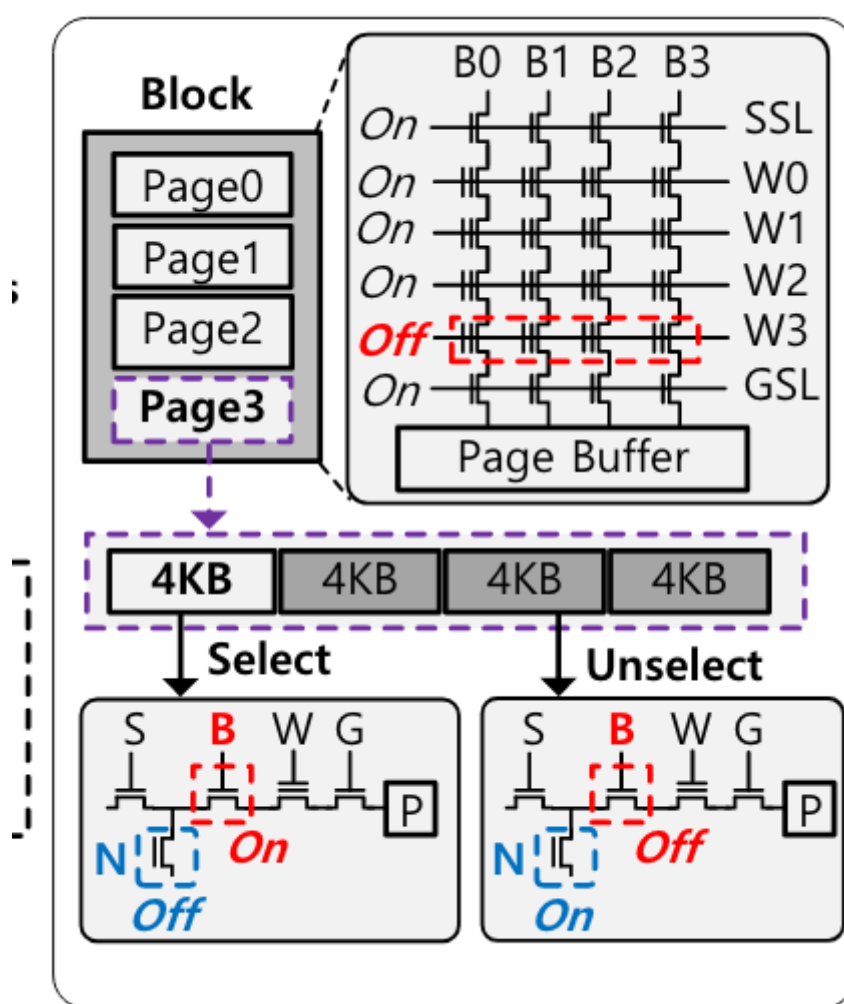 B0 B1 B2 B3
Block
On SSL
Page0
On W0
On W1
Page1
On W2
Page2
Off W3
Page3
On GSL
Page Buffer
s
4KB 4KB 4KB 4KB
Select
Unselect
S B W G
P
N
On
Off
S B W G
P
N
Off
On